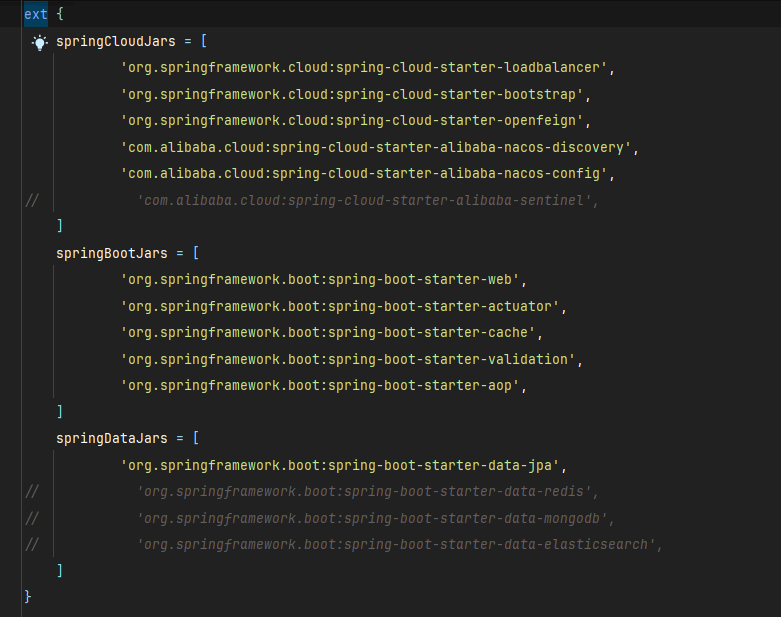 ext {
springCloudJars = [
'org.springframework.cloud:spring-cloud-starter-loadbalancer',
'org.springframework.cloud:spring-cloud-starter-bootstrap',
'org.springframework.cloud:spring-cloud-starter-openfeign',
'com.alibaba.cloud:spring-cloud-starter-alibaba-nacos-discovery',
'com.alibaba.cloud:spring-cloud-starter-alibaba-nacos-config',
// 'com.alibaba.cloud:spring-cloud-starter-alibaba-sentinel',
]
springBootJars = [
'org.springframework.boot:spring-boot-starter-web',
'org.springframework.boot:spring-boot-starter-actuator',
'org.springframework.boot:spring-boot-starter-cache',
'org.springframework.boot:spring-boot-starter-validation',
'org.springframework.boot:spring-boot-starter-aop',
]
springDataJars = [
'org.springframework.boot:spring-boot-starter-data-jpa',
// 'org.springframework.boot:spring-boot-starter-data-redis',
// 'org.springframework.boot:spring-boot-starter-data-mongodb',
// 'org.springframework.boot:spring-boot-starter-data-elasticsearch',
]
}